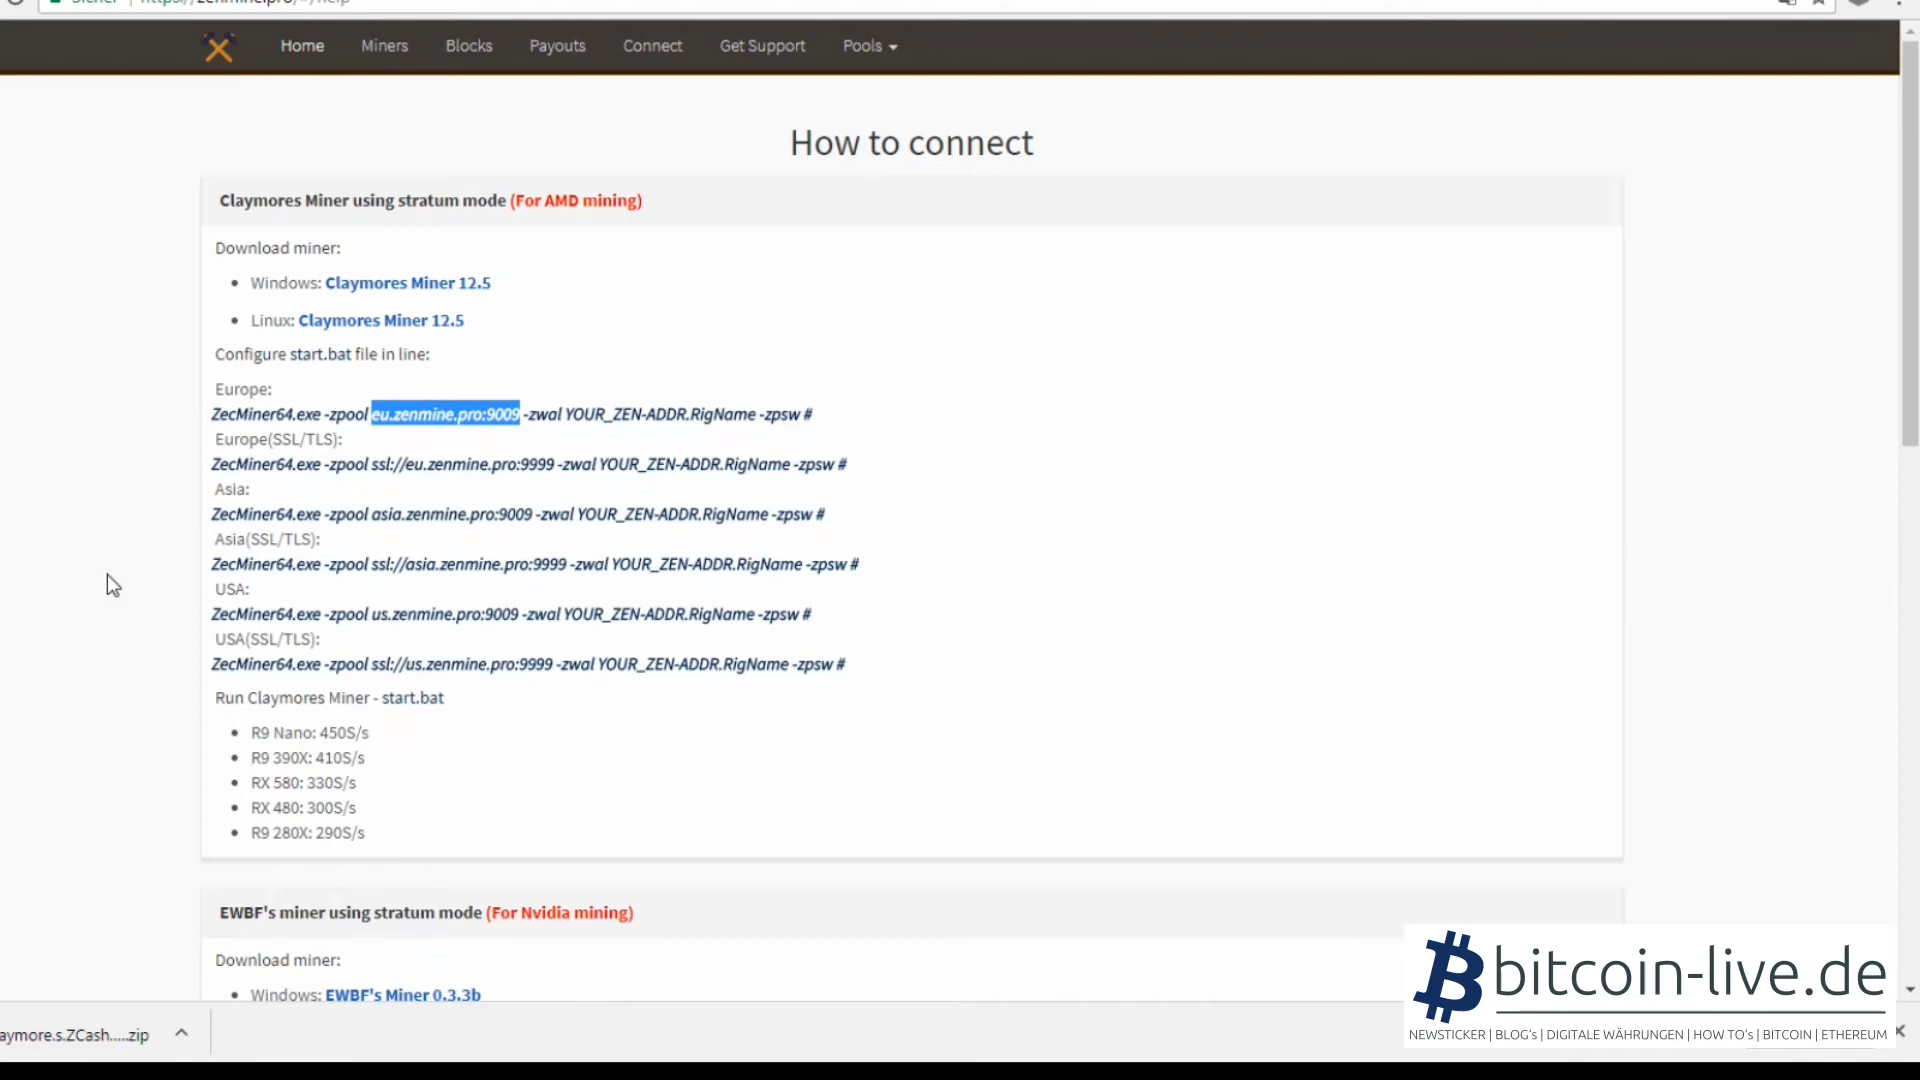 Home Miners Blocks Payouts Connect Get Support Pools
How to connect
Claymores Miner using stratum mode (For AMD mining)
Download miner:
Windows: Claymores Miner 12.5
Linux: Claymores Miner 12.5
Configure start.bat file in line:
Europe:
ZecMiner64.exe -zpool eu.zenmine.pro:9009 -zwal YOUR_ZEN-ADDR.RigName -zpsw #
Europe(SSL/TLS):
ZecMiner64.exe -zpool ssl://eu.zenmine.pro:9999 -zwal YOUR_ZEN-ADDR.RigName -zpsw #
Asia:
ZecMiner64.exe -zpool asia.zenmine.pro:9009 -zwal YOUR_ZEN-ADDR.RigName -zpsw #
Asia(SSL/TLS):
ZecMiner64.exe -zpool ssl://asia.zenmine.pro:9999 -zwal YOUR_ZEN-ADDR.RigName -zpsw #
USA:
ZecMiner64.exe -zpool us.zenmine.pro:9009 -zwal YOUR_ZEN-ADDR.RigName -zpsw #
USA(SSL/TLS):
ZecMiner64.exe -zpool ssl://us.zenmine.pro:9999 -zwal YOUR_ZEN-ADDR.RigName -zpsw #
Run Claymores Miner - start.bat
R9 Nano: 450S/s
R9 390X: 410S/s
RX 580: 330S/s
RX 480: 300S/s
R9 280X: 290S/s
EWBF's miner using stratum mode (For Nvidia mining)
Download miner:
Windows: EWBF's Miner 0.3.3b
aymore.s.ZCash.....zip
bitcoin-live.de
NEWSTICKER | BLOG's | DIGITALE WÄHRUNGEN | HOW TO's | BITCOIN | ETHEREUM